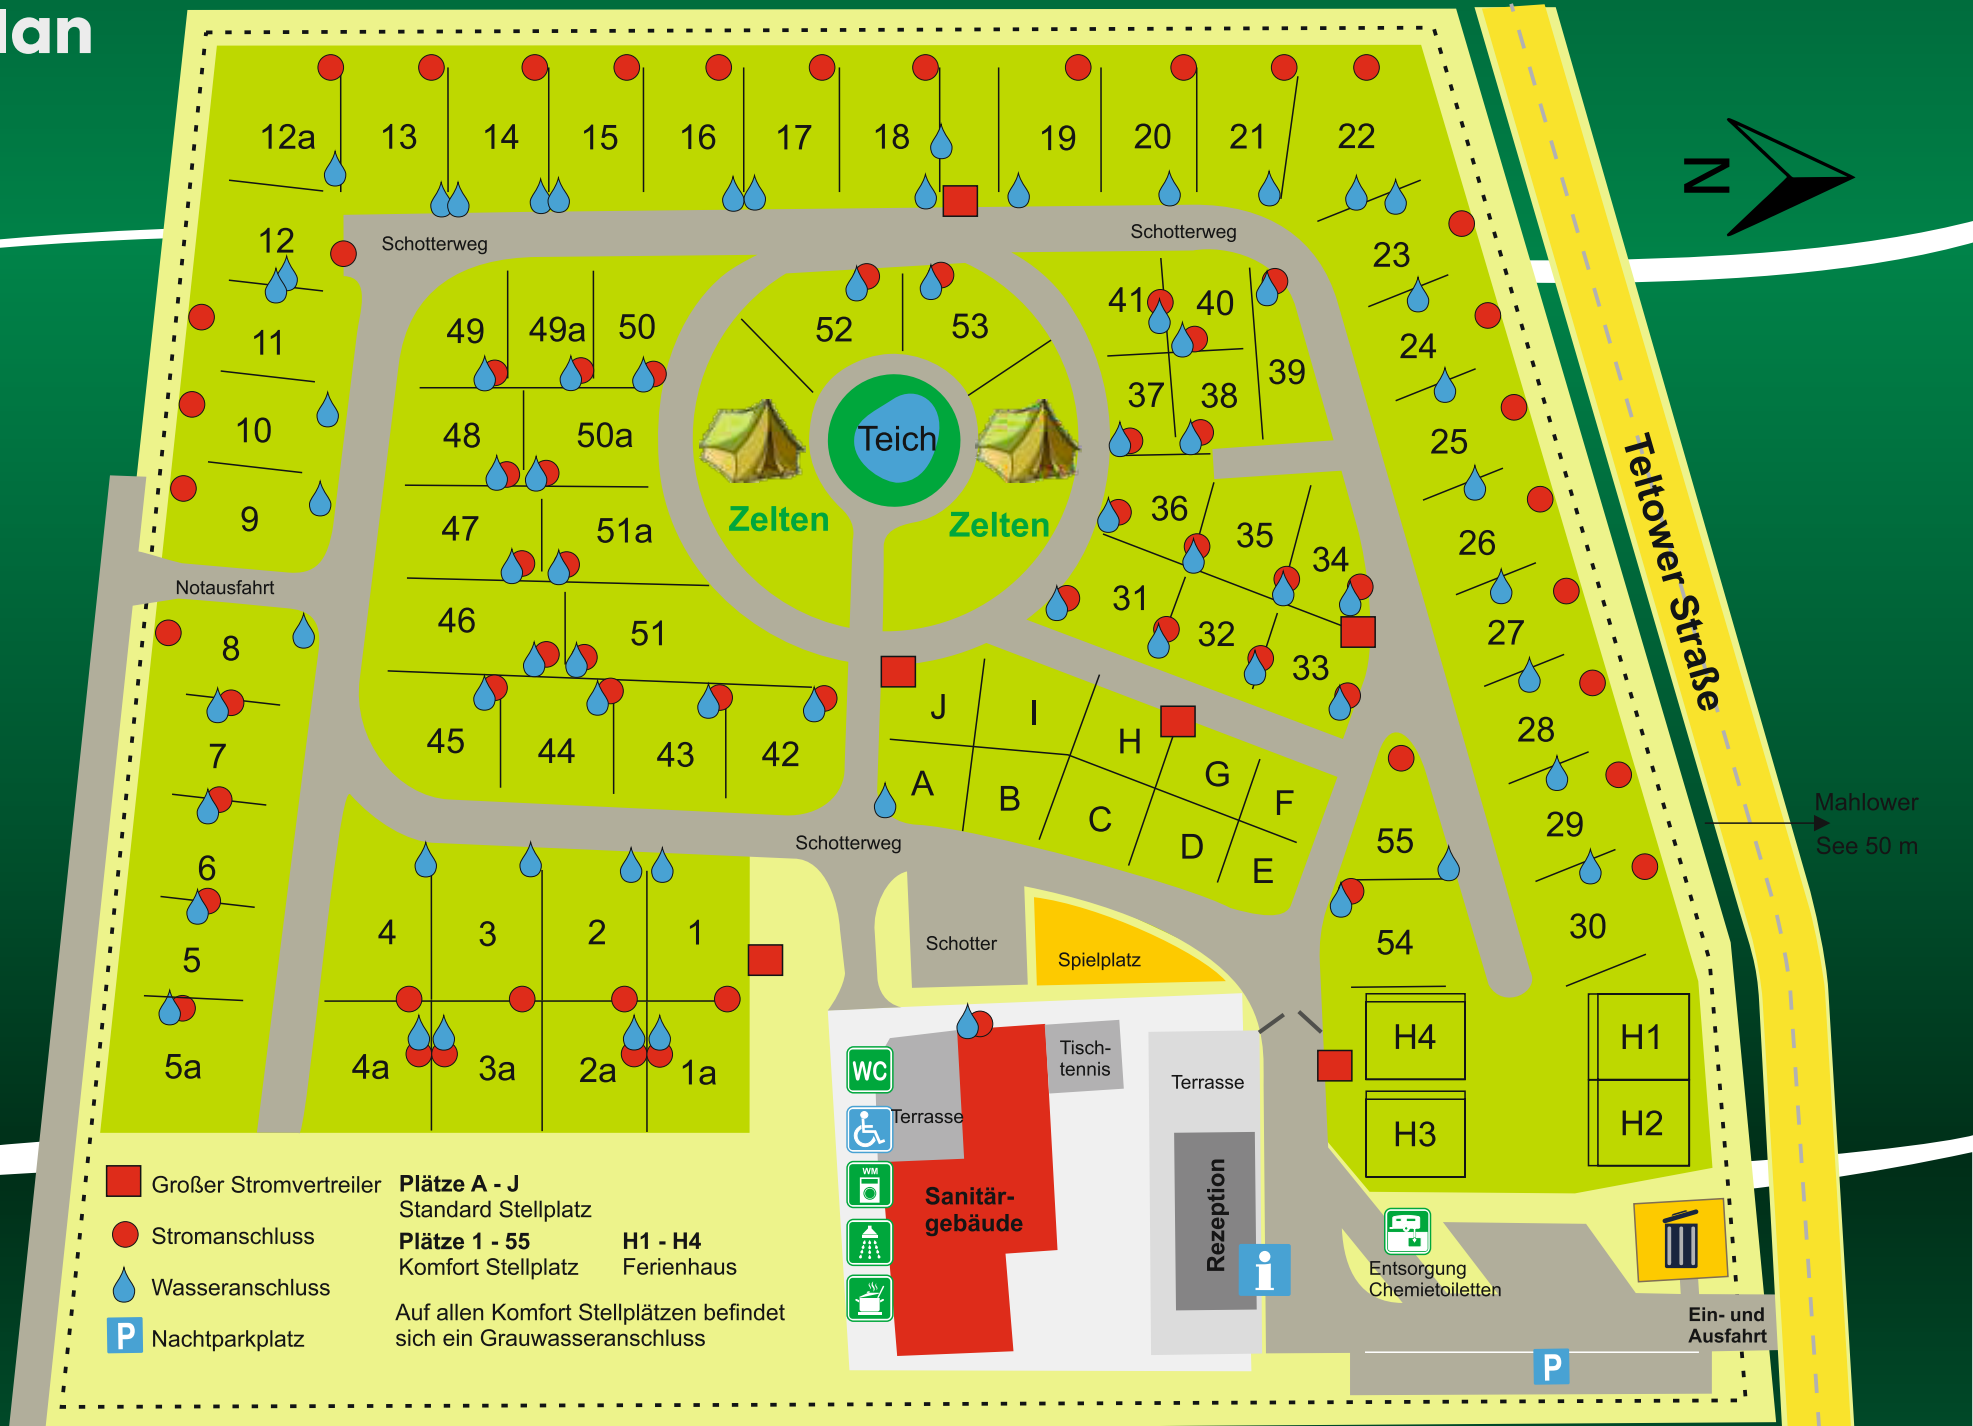 lan
12a
13
14
15
16
17
18
19
20
21
22
N
12
Schotterweg
Schotterweg
23
11
49
49a
50
52
53
41
40
24
39
10
48
50a
Teich
37
38
25
9
47
51a
Zelten
Zelten
36
35
34
26
Teltower Straße
Notausfahrt
8
46
51
31
32
33
27
7
45
44
43
42
J
I
H
G
F
28
A
B
C
D
E
Schotterweg
6
55
29
Mahlower
See 50 m
5
4
3
2
1
Schotter
Spielplatz
54
30
5a
4a
3a
2a
1a
WC
Terrasse
Tisch-
tennis
Terrasse
H4
H3
H1
H2
WM
Sanitär-
gebäude
Rezeption
i
Entsorgung
Chemietoiletten
Ein- und
Ausfahrt
P
Großer Stromvertreiler
Stromanschluss
Wasseranschluss
P Nachtparkplatz
Plätze A - J
Standard Stellplatz
Plätze 1 - 55
Komfort Stellplatz
H1 - H4
Ferienhaus
Auf allen Komfort Stellplätzen befindet
sich ein Grauwasseranschluss